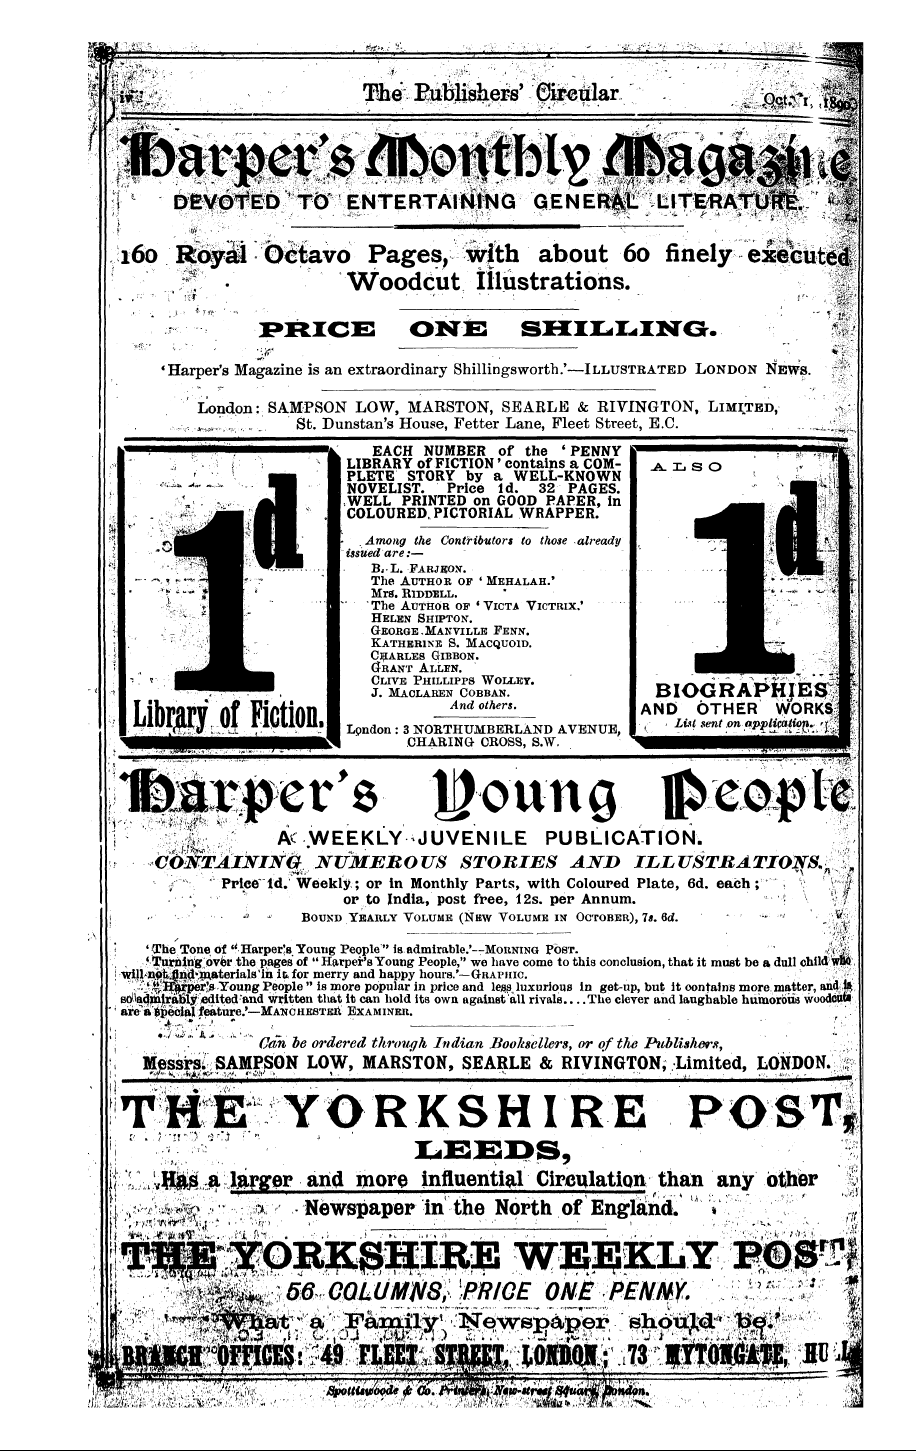 iv
The Publishers' Circular
Oct. 1, 1890
Harper's Monthly Magazine
DEVOTED TO ENTERTAINING GENERAL LITERATURE.
160 Royal Octavo Pages, with about 60 finely executed
Woodcut Illustrations.
PRICE ONE SHILLING.
'Harper's Magazine is an extraordinary Shillingsworth.'—ILLUSTRATED LONDON NEWS.
London: SAMPSON LOW, MARSTON, SEARLE & RIVINGTON, LIMITED,
St. Dunstan's House, Fetter Lane, Fleet Street, E.C.
1d
Library of Fiction.
EACH NUMBER of the 'PENNY
LIBRARY of FICTION' contains a COM-
PLETE STORY by a WELL-KNOWN
NOVELIST. Price 1d. 32 PAGES.
WELL PRINTED on GOOD PAPER, in
COLOURED PICTORIAL WRAPPER.
Among the Contributors to those already
issued are:—
B. L. FARJEON.
The AUTHOR OF 'MEHALAH.'
Mrs. RIDDELL.
The AUTHOR OF 'VICTA VICTRIX.'
HELEN SHIPTON.
GEORGE MANVILLE FENN.
KATHERINE S. MACQUOID.
CHARLES GIBBON.
GRANT ALLEN.
CLIVE PHILLIPPS WOLLEY.
J. MACLAREN COBBAN.
And others.
London: 3 NORTHUMBERLAND AVENUE,
CHARING CROSS, S.W.
ALSO
1d
BIOGRAPHIES
AND OTHER WORKS
List sent on application.
Harper's Young People
A WEEKLY JUVENILE PUBLICATION.
CONTAINING NUMEROUS STORIES AND ILLUSTRATIONS.
Price 1d. Weekly; or in Monthly Parts, with Coloured Plate, 6d. each;
or to India, post free, 12s. per Annum.
BOUND YEARLY VOLUME (NEW VOLUME IN OCTOBER), 7s. 6d.
'The Tone of "Harper's Young People" is admirable.'—MORNING POST.
'Turning over the pages of "Harper's Young People," we have come to this conclusion, that it must be a dull child who
will not find materials in it for merry and happy hours.'—GRAPHIC.
'"Harper's Young People" is more popular in price and less luxurious in get-up, but it contains more matter, and is
so admirably edited and written that it can hold its own against all rivals....The clever and laughable humorous woodcuts
are a special feature.'—MANCHESTER EXAMINER.
Can be ordered through Indian Booksellers, or of the Publishers,
Messrs. SAMPSON LOW, MARSTON, SEARLE & RIVINGTON, Limited, LONDON.
THE YORKSHIRE POST,
LEEDS,
Has a larger and more influential Circulation than any other
Newspaper in the North of England.
THE YORKSHIRE WEEKLY POST
56 COLUMNS, PRICE ONE PENNY.
'What a Family Newspaper should be.'
BRANCH OFFICES: 49 FLEET STREET, LONDON; 73 MYTONGATE, HULL
Spottiswoode & Co. Printers, New-street Square, London.